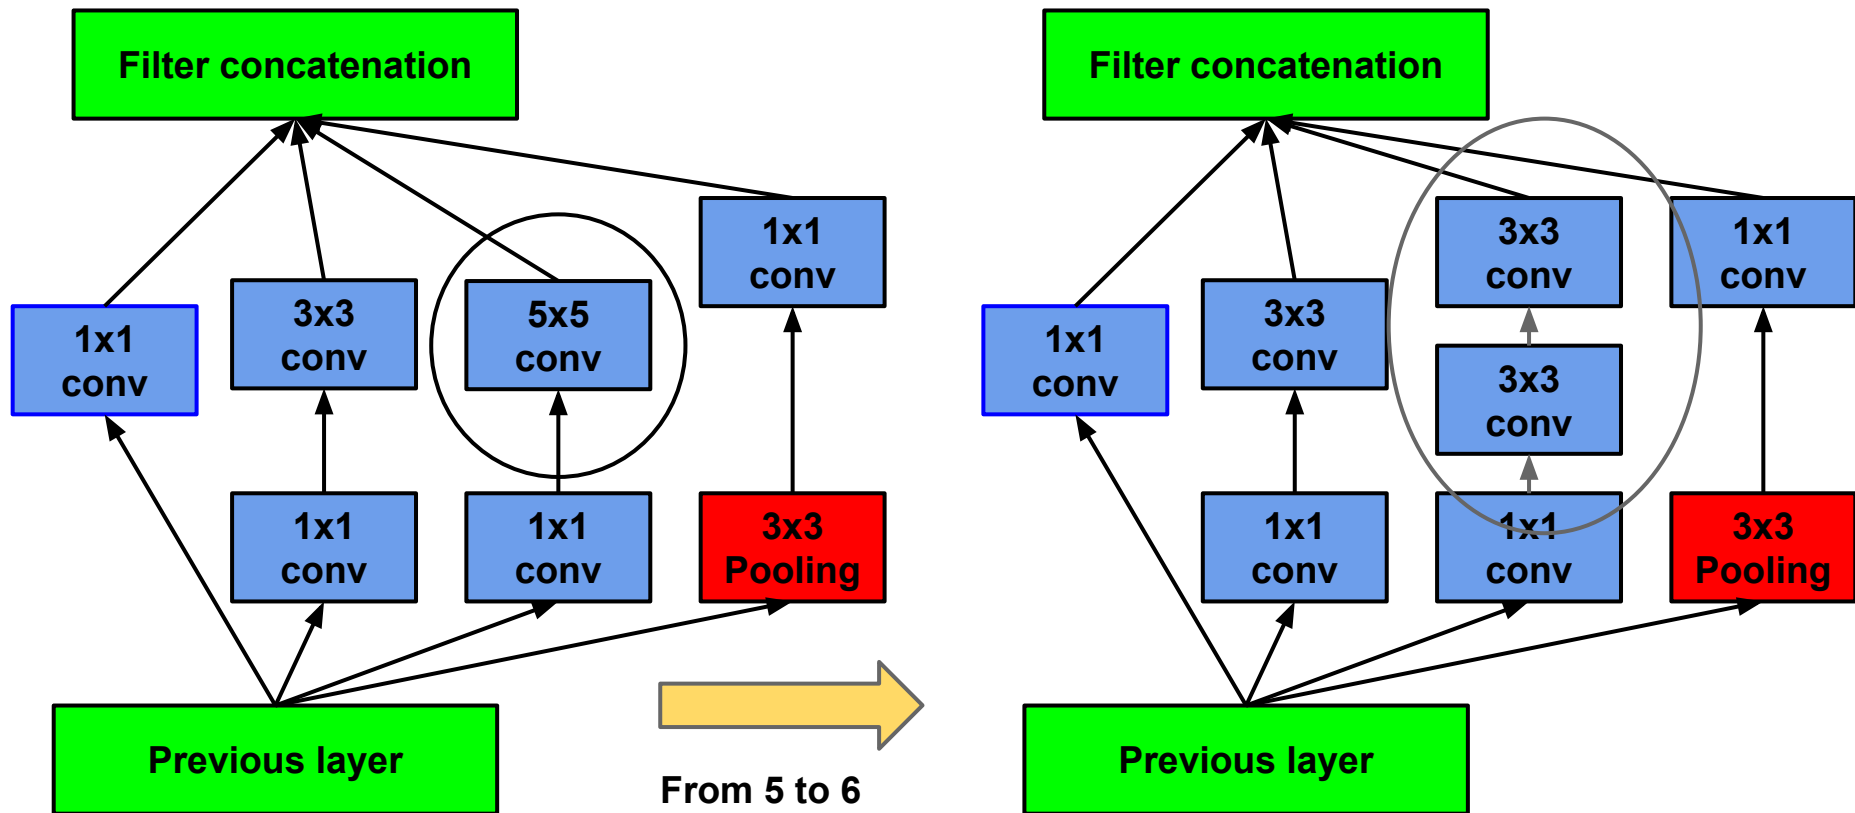 Filter concatenation
1x1
conv
3x3
conv
5x5
conv
1x1
conv
1x1
conv
1x1
conv
3x3
Pooling
Previous layer
From 5 to 6
Filter concatenation
1x1
conv
3x3
conv
3x3
conv
1x1
conv
3x3
conv
1x1
conv
1x1
conv
3x3
Pooling
Previous layer